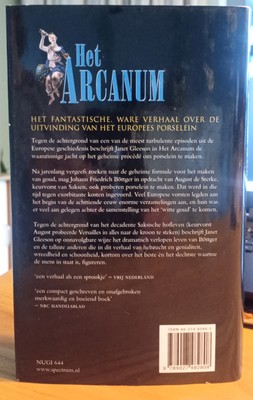 Het
ARCANUM
HET FANTASTISCHE, WARE VERHAAL OVER DE
UITVINDING VAN HET EUROPEES PORSELEIN
Tegen de achtergrond van een van de meest turbulente episoden uit de
Europese geschiedenis beschrijft Janet Gleeson in Het Arcanum de
waanzinnige jacht op het geheime procédé om porselein te maken.
Na jarenlang vergeefs zoeken naar de geheime formule voor het maken
van goud, mag Johann Friedrich Böttger in opdracht van August de Sterke,
keurvorst van Saksen, ook proberen porselein te maken. Dat werd in die
tijd tegen exorbitante kosten ingevoerd. Veel Europese vorsten legden aan
het begin van de achttiende eeuw enorme verzamelingen aan, en hun was
er veel aan gelegen achter de samenstelling van het 'witte goud' te komen.
Tegen de achtergrond van het decadente Saksische hofleven (keurvorst
August probeerde Versailles in alles naar de kroon te steken) beschrijft Janet
Gleeson op onnavolgbare wijze het dramatisch verlopen leven van Böttger
en de talloze anderen die in dit verhaal van hebzucht en genialiteit,
wreedheid en schoonheid, kortom over het beste én het slechtste waartoe
de mens in staat is, figureren.
'een verhaal als een sprookje' – VRIJ NEDERLAND
'een compact geschreven en onafgebroken
merkwaardig en boeiend boek'
– NRC HANDELSBLAD
NUGI 644
www.spectrum.nl